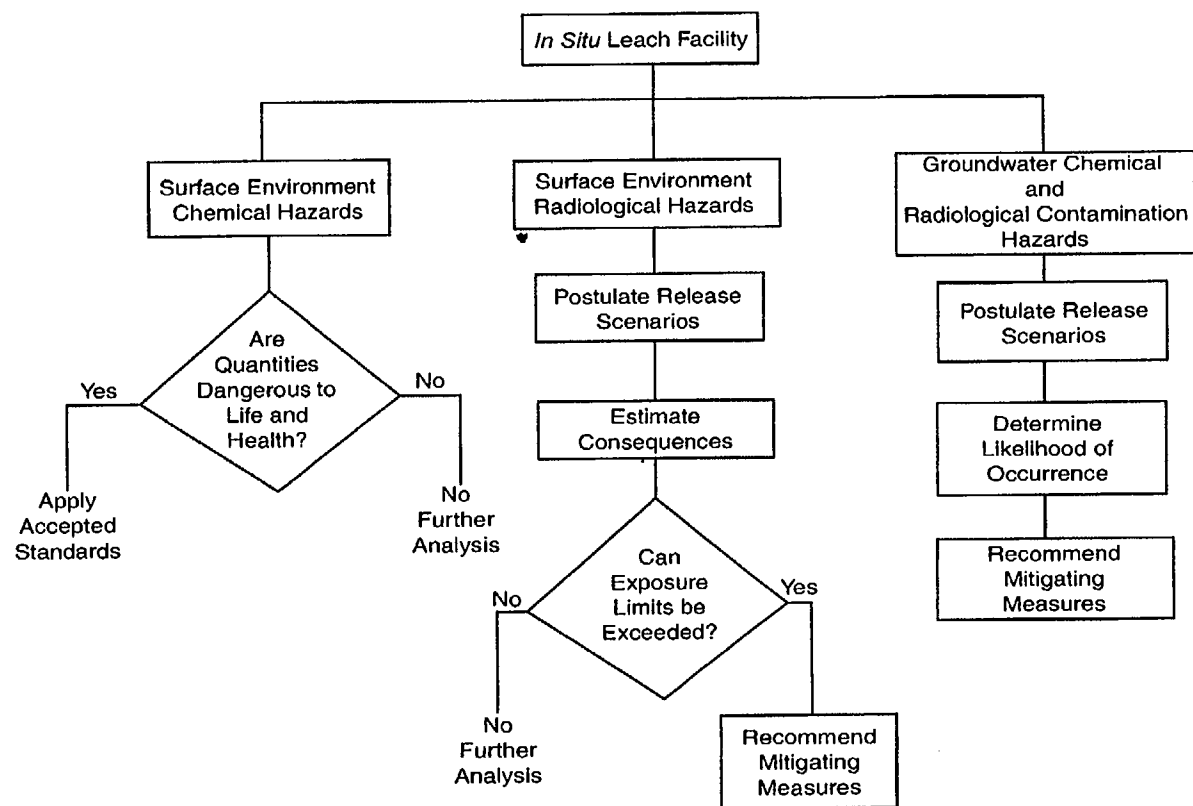 In Situ Leach Facility
Surface Environment
Chemical Hazards
Are
Quantities
Dangerous to
Life and
Health?
Yes
No
Apply
Accepted
Standards
No
Further
Analysis
Surface Environment
Radiological Hazards
Postulate Release
Scenarios
Estimate
Consequences
Can
Exposure
Limits be
Exceeded?
No
Yes
No
Further
Analysis
Recommend
Mitigating
Measures
Groundwater Chemical
and
Radiological Contamination
Hazards
Postulate Release
Scenarios
Determine
Likelihood of
Occurrence
Recommend
Mitigating
Measures